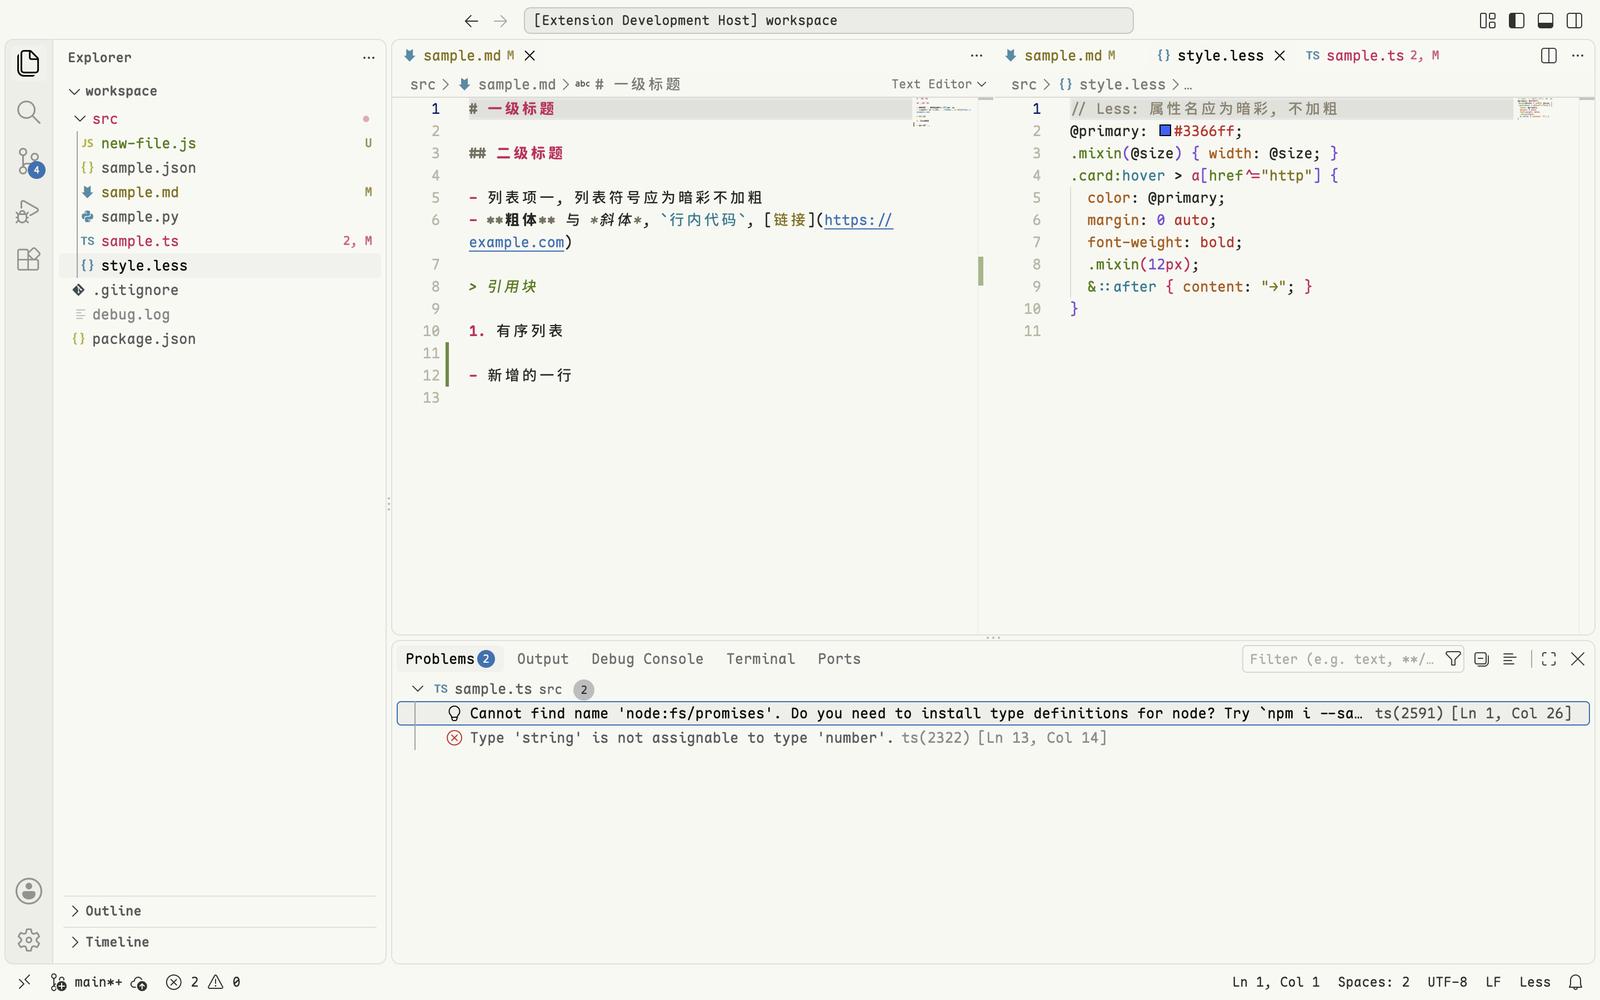 [Extension Development Host] workspace
Explorer
workspace
src
JS new-file.js U
{} sample.json
sample.md M
sample.py
TS sample.ts 2, M
{} style.less
.gitignore
debug.log
{} package.json
Outline
Timeline
sample.md M
src > sample.md > abc # 一级标题
Text Editor
1 # 一级标题
2
3 ## 二级标题
4
5 - 列表项一, 列表符号应为暗彩不加粗
6 - **粗体** 与 *斜体*, `行内代码`, [链接](https://
example.com)
7
8 > 引用块
9
10 1. 有序列表
11
12 - 新增的一行
13
sample.md M {} style.less TS sample.ts 2, M
src > {} style.less > …
1 // Less: 属性名应为暗彩, 不加粗
2 @primary: #3366ff;
3 .mixin(@size) { width: @size; }
4 .card:hover > a[href^="http"] {
5 color: @primary;
6 margin: 0 auto;
7 font-weight: bold;
8 .mixin(12px);
9 &::after { content: "→"; }
10 }
11
Problems 2 Output Debug Console Terminal Ports
Filter (e.g. text, **/…
TS sample.ts src 2
Cannot find name 'node:fs/promises'. Do you need to install type definitions for node? Try `npm i --sa… ts(2591) [Ln 1, Col 26]
Type 'string' is not assignable to type 'number'. ts(2322) [Ln 13, Col 14]
4
main*+ 2 0
Ln 1, Col 1 Spaces: 2 UTF-8 LF Less